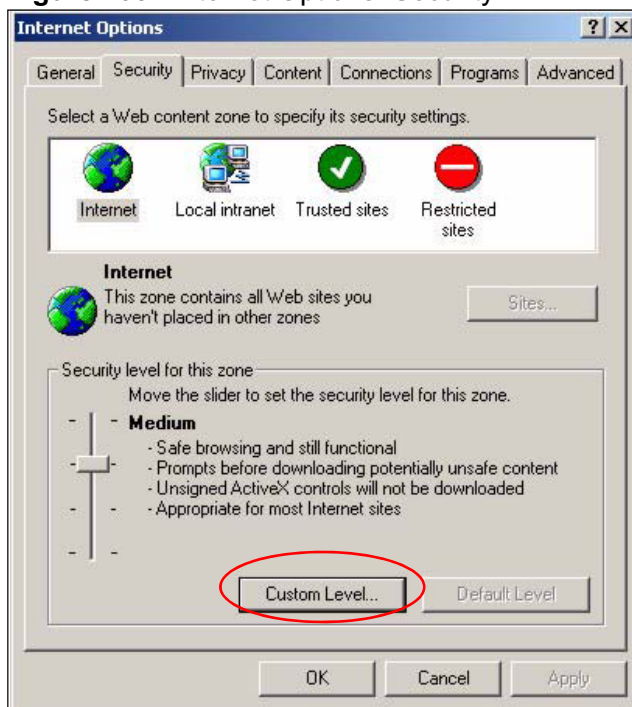 Internet Options
General Security Privacy Content Connections Programs Advanced
Select a Web content zone to specify its security settings.
Internet Local intranet Trusted sites Restricted sites
Internet
This zone contains all Web sites you
haven't placed in other zones
Sites...
Security level for this zone
Move the slider to set the security level for this zone.
Medium
- Safe browsing and still functional
- Prompts before downloading potentially unsafe content
- Unsigned ActiveX controls will not be downloaded
- Appropriate for most Internet sites
Custom Level... Default Level
OK Cancel Apply